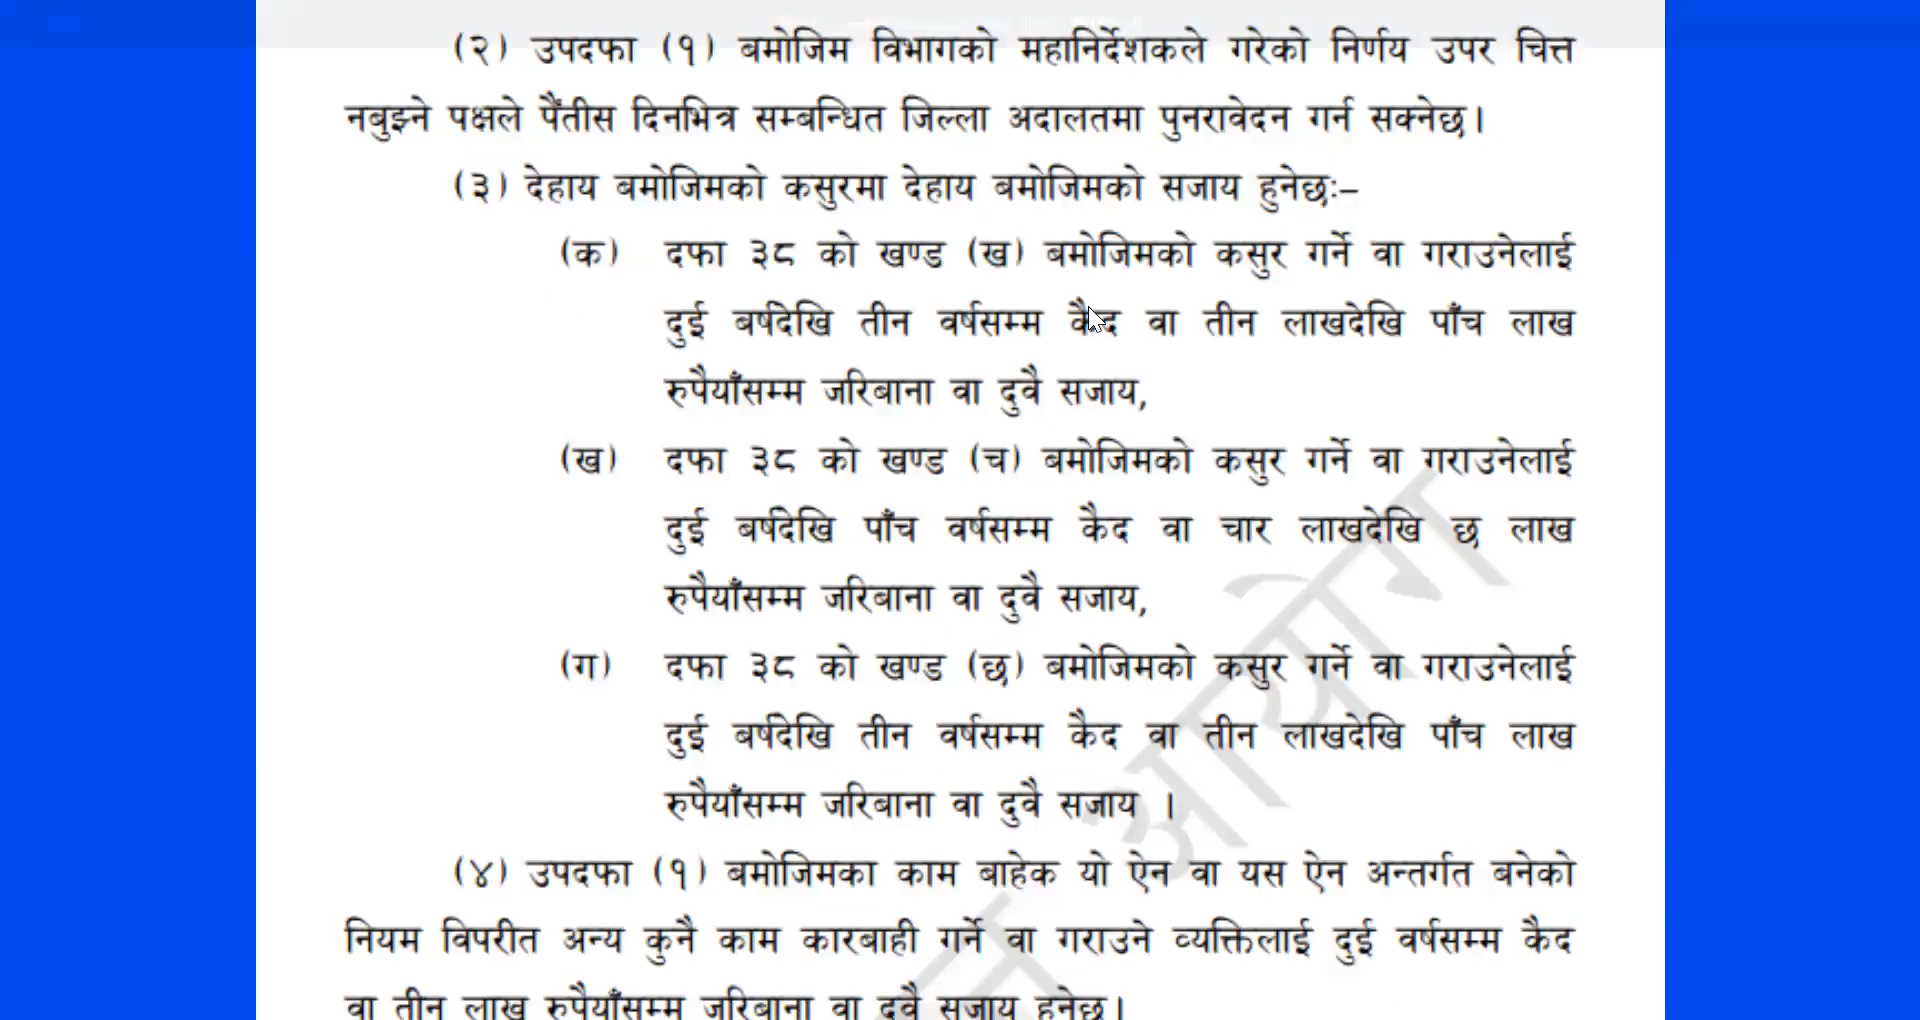 (२) उपदफा (१) बमोजिम विभागको महानिर्देशकले गरेको निर्णय उपर चित्त
नबुझ्ने पक्षले पैंतीस दिनभित्र सम्बन्धित जिल्ला अदालतमा पुनरावेदन गर्न सक्नेछ।
(३) देहाय बमोजिमको कसुरमा देहाय बमोजिमको सजाय हुनेछः–
(क) दफा ३८ को खण्ड (ख) बमोजिमको कसुर गर्ने वा गराउनेलाई
दुई बर्षदेखि तीन वर्षसम्म कैद वा तीन लाखदेखि पाँच लाख
रुपैयाँसम्म जरिबाना वा दुवै सजाय,
(ख) दफा ३८ को खण्ड (च) बमोजिमको कसुर गर्ने वा गराउनेलाई
दुई बर्षदेखि पाँच वर्षसम्म कैद वा चार लाखदेखि छ लाख
रुपैयाँसम्म जरिबाना वा दुवै सजाय,
(ग) दफा ३८ को खण्ड (छ) बमोजिमको कसुर गर्ने वा गराउनेलाई
दुई बर्षदेखि तीन वर्षसम्म कैद वा तीन लाखदेखि पाँच लाख
रुपैयाँसम्म जरिबाना वा दुवै सजाय ।
(४) उपदफा (१) बमोजिमका काम बाहेक यो ऐन वा यस ऐन अन्तर्गत बनेको
नियम विपरीत अन्य कुनै काम कारबाही गर्ने वा गराउने व्यक्तिलाई दुई वर्षसम्म कैद
वा तीन लाख रुपैयाँसम्म जरिबाना वा दुवै सजाय हुनेछ।
आयोग